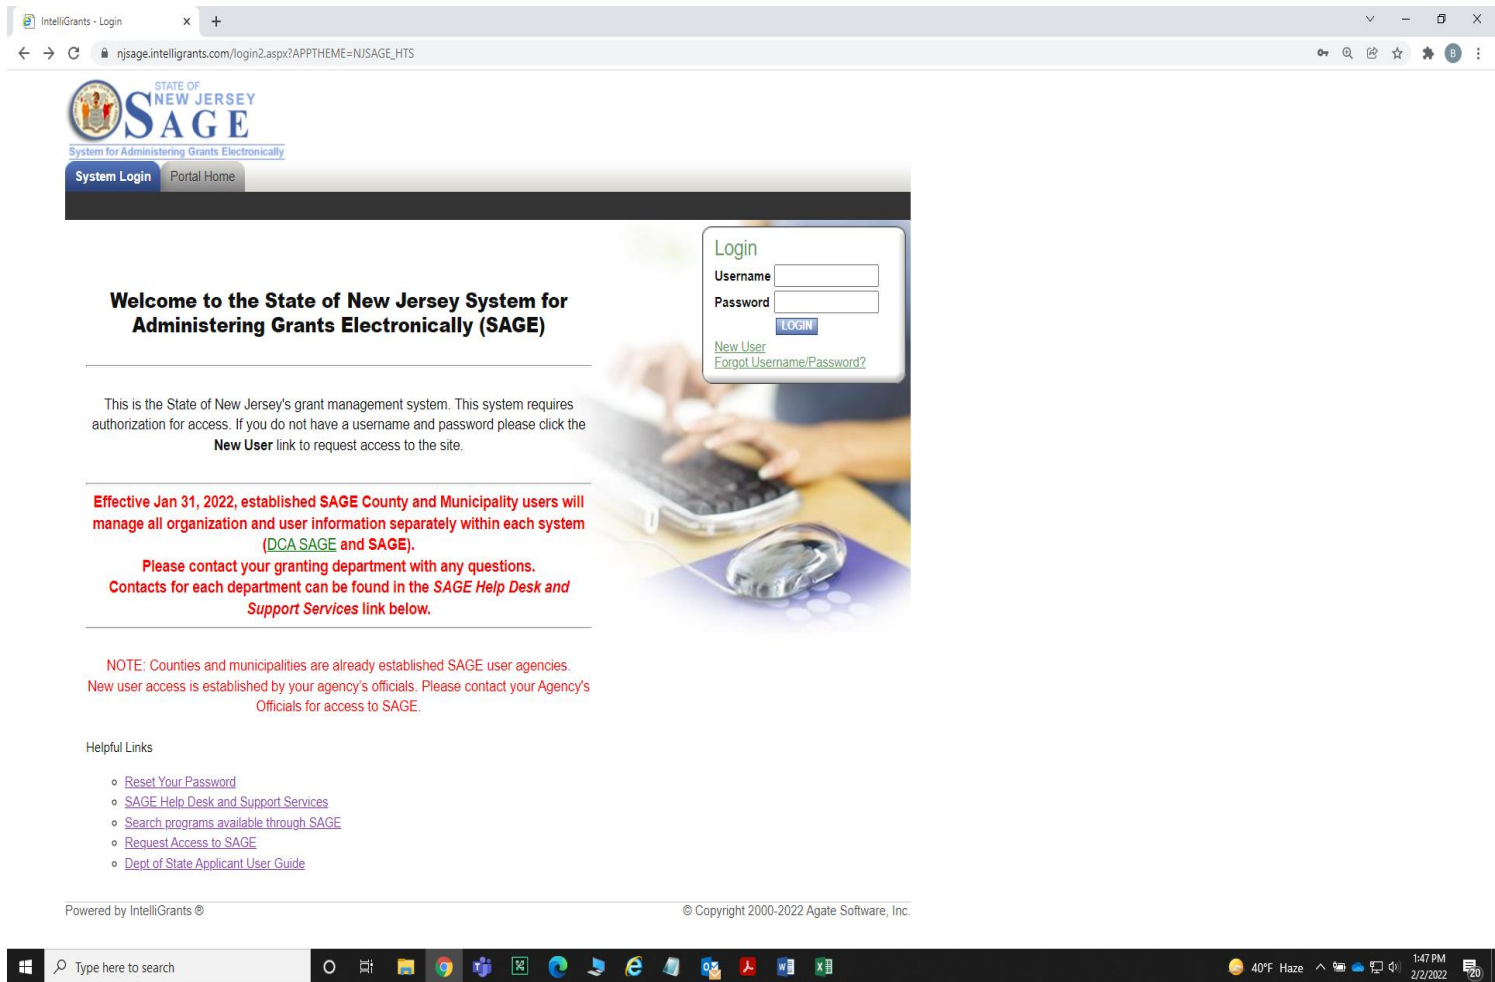 IntelliGrants - Login
njsage.intelligrants.com/login2.aspx?APPTHEME=NJSAGE_HTS
B
STATE OF
NEW JERSEY
SAGE
System for Administering Grants Electronically
System Login
Portal Home
Login
Username
Password
LOGIN
New User
Forgot Username/Password?
Welcome to the State of New Jersey System for
Administering Grants Electronically (SAGE)
This is the State of New Jersey's grant management system. This system requires
authorization for access. If you do not have a username and password please click the
New User link to request access to the site.
Effective Jan 31, 2022, established SAGE County and Municipality users will
manage all organization and user information separately within each system
(DCA SAGE and SAGE).
Please contact your granting department with any questions.
Contacts for each department can be found in the SAGE Help Desk and
Support Services link below.
NOTE: Counties and municipalities are already established SAGE user agencies.
New user access is established by your agency's officials. Please contact your Agency's
Officials for access to SAGE.
Helpful Links
Reset Your Password
SAGE Help Desk and Support Services
Search programs available through SAGE
Request Access to SAGE
Dept of State Applicant User Guide
Powered by IntelliGrants ®
© Copyright 2000-2022 Agate Software, Inc.
Type here to search
40°F Haze
1:47 PM
2/2/2022
20